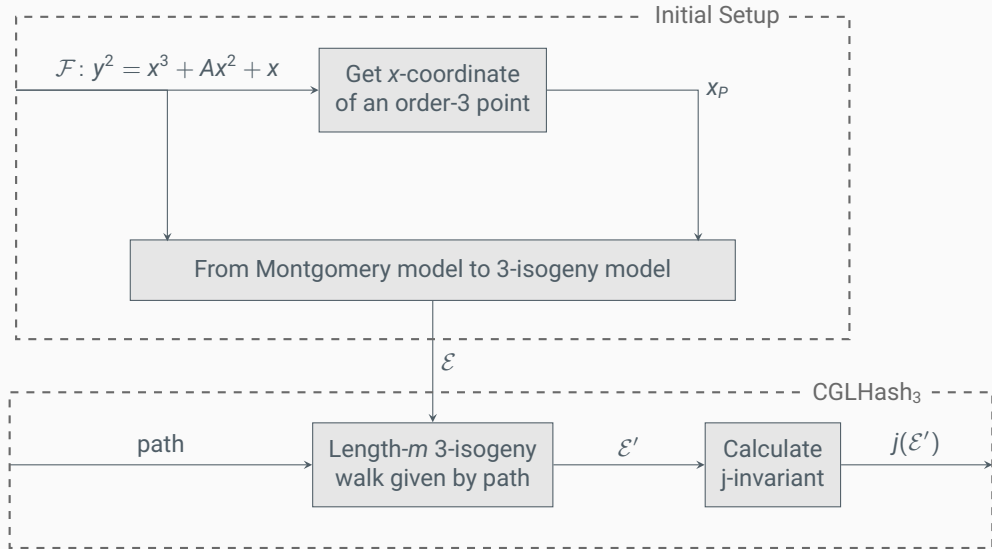 Initial Setup
ℱ: y² = x³ + Ax² + x
Get x-coordinate
of an order-3 point
x_P
From Montgomery model to 3-isogeny model
ℰ
CGLHash₃
path
Length-m 3-isogeny
walk given by path
ℰ′
Calculate
j-invariant
j(ℰ′)